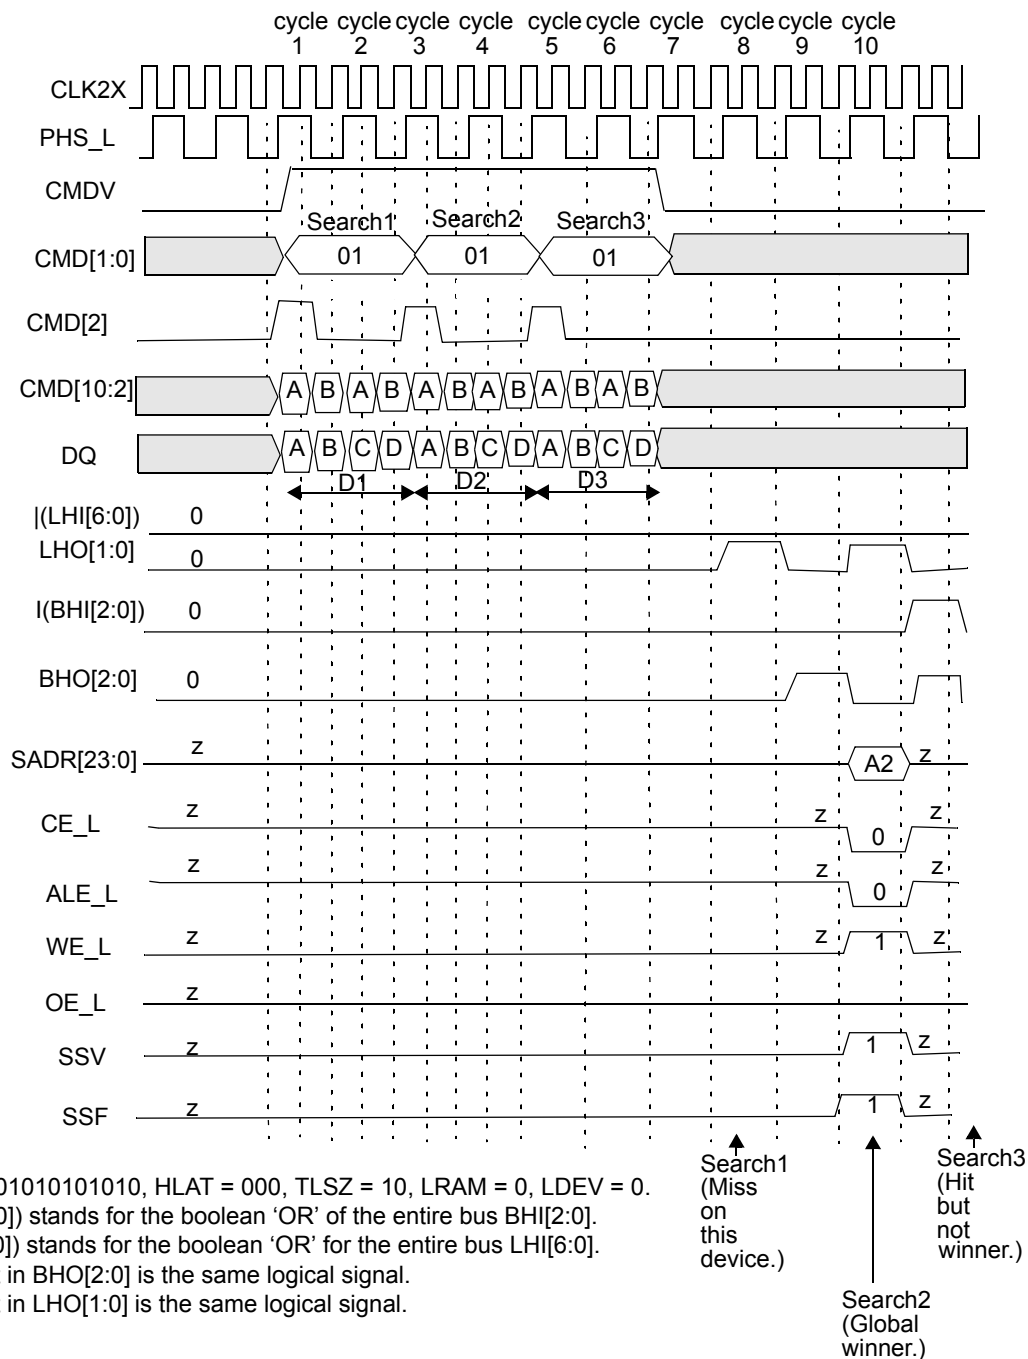 cycle cycle cycle cycle cycle cycle cycle cycle cycle cycle
1 2 3 4 5 6 7 8 9 10
CLK2X
PHS_L
CMDV
Search1 Search2 Search3
CMD[1:0] 01 01 01
CMD[2]
CMD[10:2] A B A B A B A B A B A B
DQ A B C D A B C D A B C D
D1 D2 D3
|(LHI[6:0]) 0
LHO[1:0] 0
I(BHI[2:0]) 0
BHO[2:0] 0
SADR[23:0] z A2 z
CE_L z z 0 z
ALE_L z z 0 z
WE_L z z 1 z
OE_L z
SSV z 1 z
SSF z 1 z
Search1
(Miss
on
this
device.)
Search2
(Global
winner.)
Search3
(Hit
but
not
winner.)
01010101010, HLAT = 000, TLSZ = 10, LRAM = 0, LDEV = 0.
0]) stands for the boolean ‘OR’ of the entire bus BHI[2:0].
0]) stands for the boolean ‘OR’ for the entire bus LHI[6:0].
t in BHO[2:0] is the same logical signal.
t in LHO[1:0] is the same logical signal.